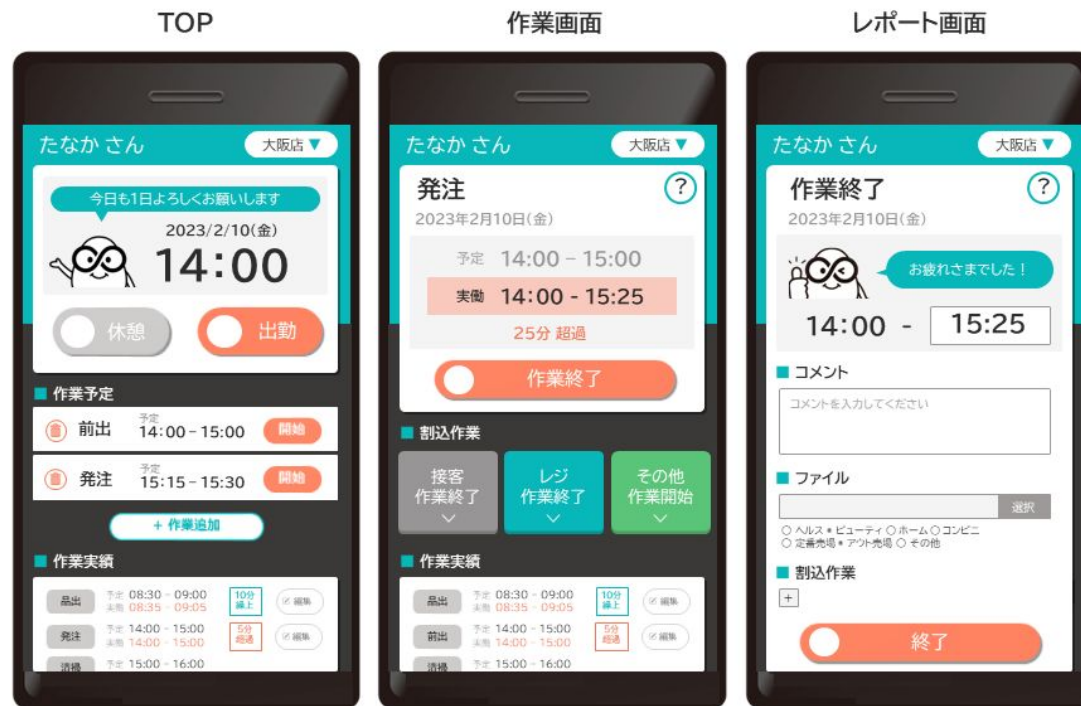 TOP
たなか さん
大阪店 ▼
今日も1日よろしくお願いします
2023/2/10(金)
14:00
休憩
出勤
■ 作業予定
前出
予定
14:00 - 15:00
開始
発注
予定
15:15 - 15:30
開始
+ 作業追加
■ 作業実績
品出
予定 08:30 - 09:00
実働 08:35 - 09:05
10分
繰上
編集
発注
予定 14:00 - 15:00
実働 14:00 - 15:00
5分
超過
編集
清掃
予定 15:00 - 16:00
作業画面
たなか さん
大阪店 ▼
発注
?
2023年2月10日(金)
予定 14:00 - 15:00
実働 14:00 - 15:25
25分 超過
作業終了
■ 割込作業
接客
作業終了
レジ
作業終了
その他
作業開始
■ 作業実績
品出
予定 08:30 - 09:00
実働 08:35 - 09:05
10分
繰上
編集
前出
予定 14:00 - 15:00
実働 14:00 - 15:00
5分
超過
編集
清掃
予定 15:00 - 16:00
レポート画面
たなか さん
大阪店 ▼
作業終了
?
2023年2月10日(金)
お疲れさまでした!
14:00 - 15:25
■ コメント
コメントを入力してください
■ ファイル
選択
○ ヘルス • ビューティ ○ ホーム ○ コンビニ
○ 定番売場 • アウト売場 ○ その他
■ 割込作業
+
終了